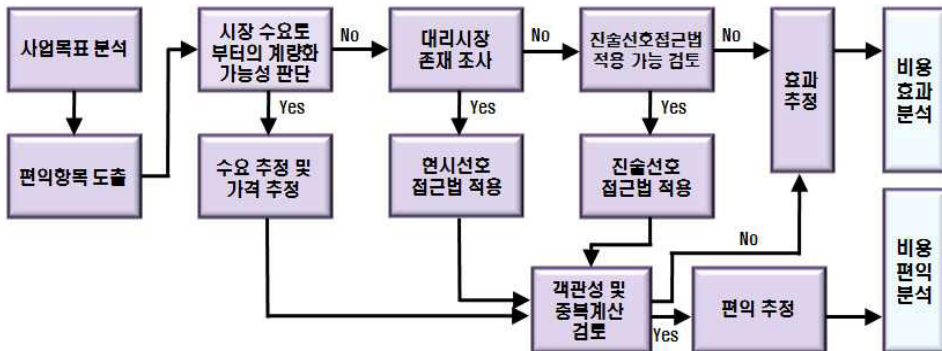 사업목표 분석
시장 수요로
부터의 계량화
가능성 판단
No
대리시장
존재 조사
No
진술선호접근법
적용 가능 검토
No
효과
추정
비용
효과
분석
Yes
Yes
Yes
편익항목 도출
수요 추정 및
가격 추정
현시선호
접근법 적용
진술선호
접근법 적용
No
객관성 및
중복계산
검토
Yes
편익 추정
비용
편익
분석